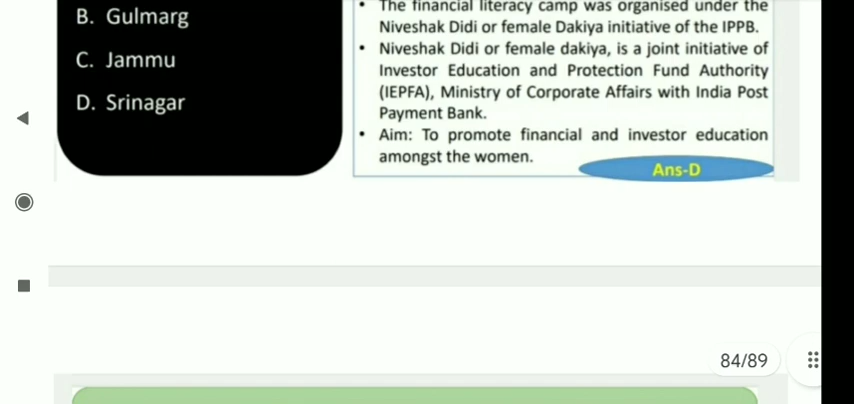 B. Gulmarg
C. Jammu
D. Srinagar
• The financial literacy camp was organised under the
Niveshak Didi or female Dakiya initiative of the IPPB.
• Niveshak Didi or female dakiya, is a joint initiative of
Investor Education and Protection Fund Authority
(IEPFA), Ministry of Corporate Affairs with India Post
Payment Bank.
• Aim: To promote financial and investor education
amongst the women.
Ans-D
84/89